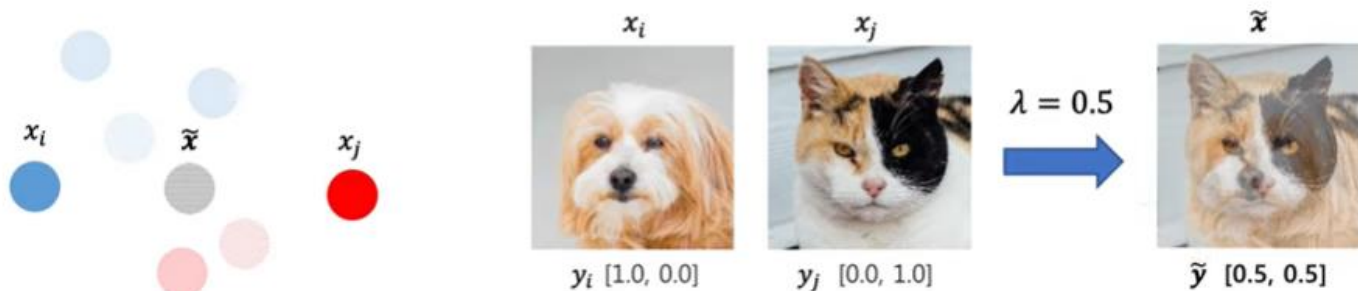 x_i
x̃
x_j
x_i
x_j
x̃
λ = 0.5
y_i [1.0, 0.0]
y_j [0.0, 1.0]
ỹ [0.5, 0.5]